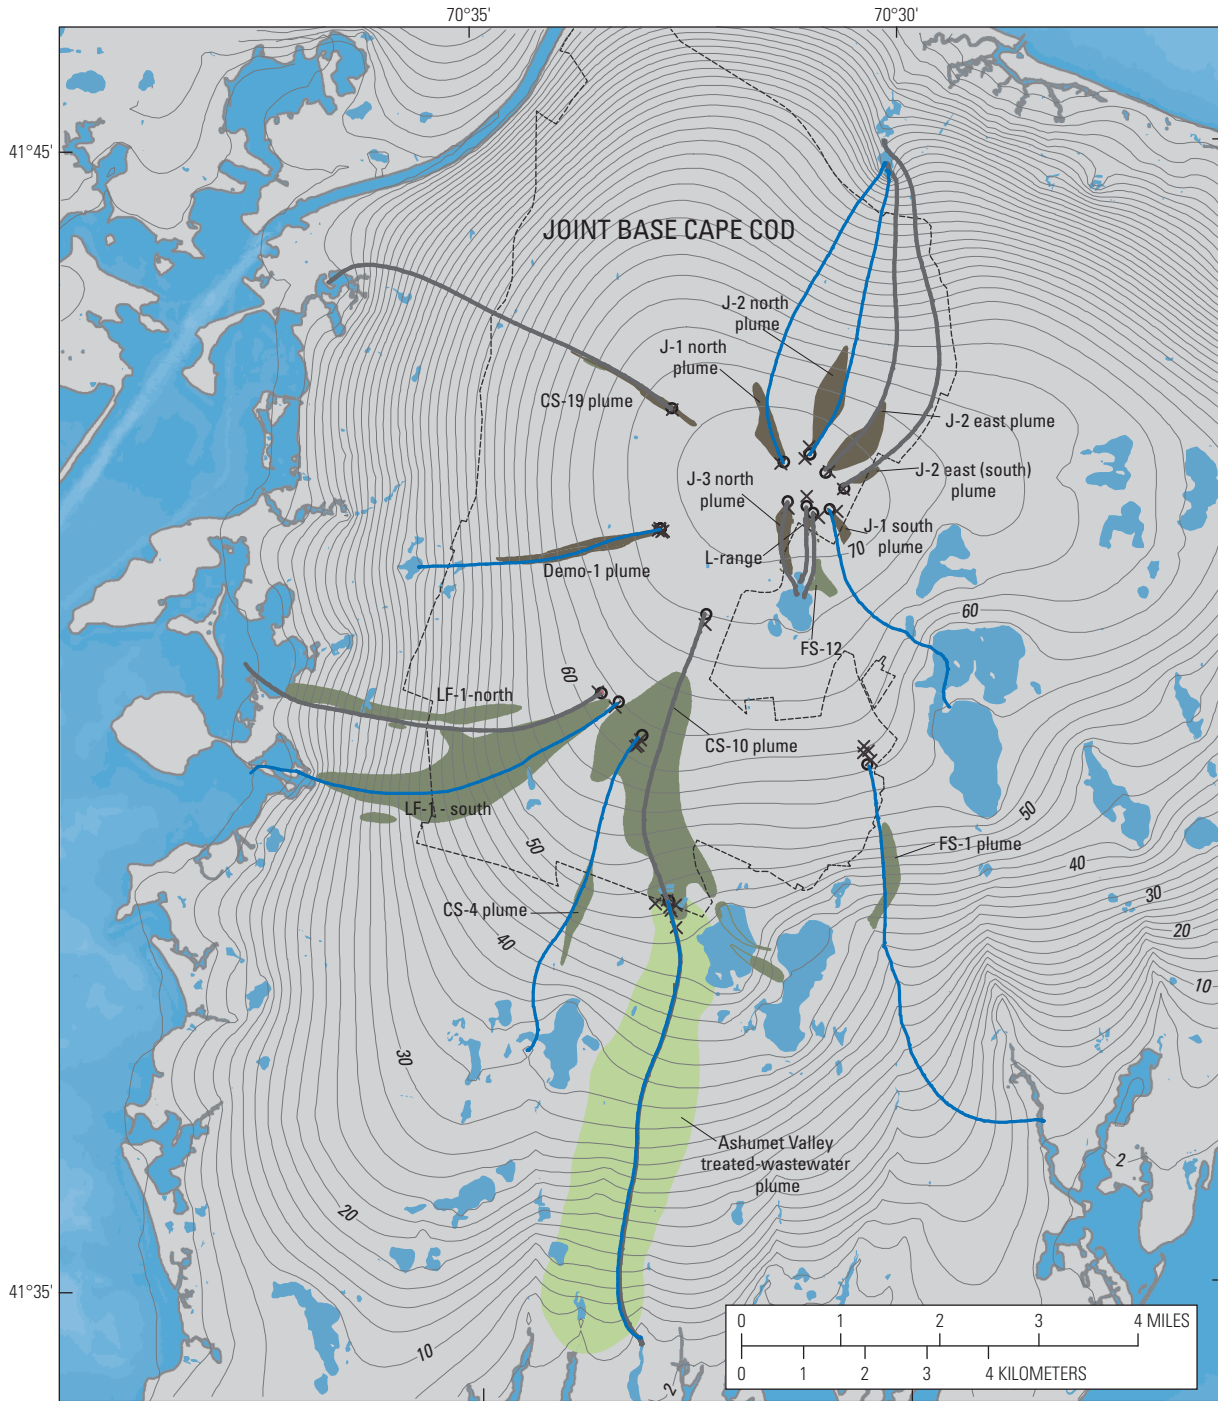 70°35'
70°30'
41°45'
JOINT BASE CAPE COD
J-2 north
plume
J-1 north
plume
CS-19 plume
J-2 east plume
J-2 east (south)
plume
J-3 north
plume
J-1 south
plume
70
L-range
Demo-1 plume
60
FS-12
60
LF-1-north
CS-10 plume
LF-1 - south
50
50
FS-1 plume
40
CS-4 plume
30
40
20
10
30
Ashumet Valley
treated-wastewater
plume
2
20
41°35'
10
2
0 1 2 3 4 MILES
0 1 2 3 4 KILOMETERS